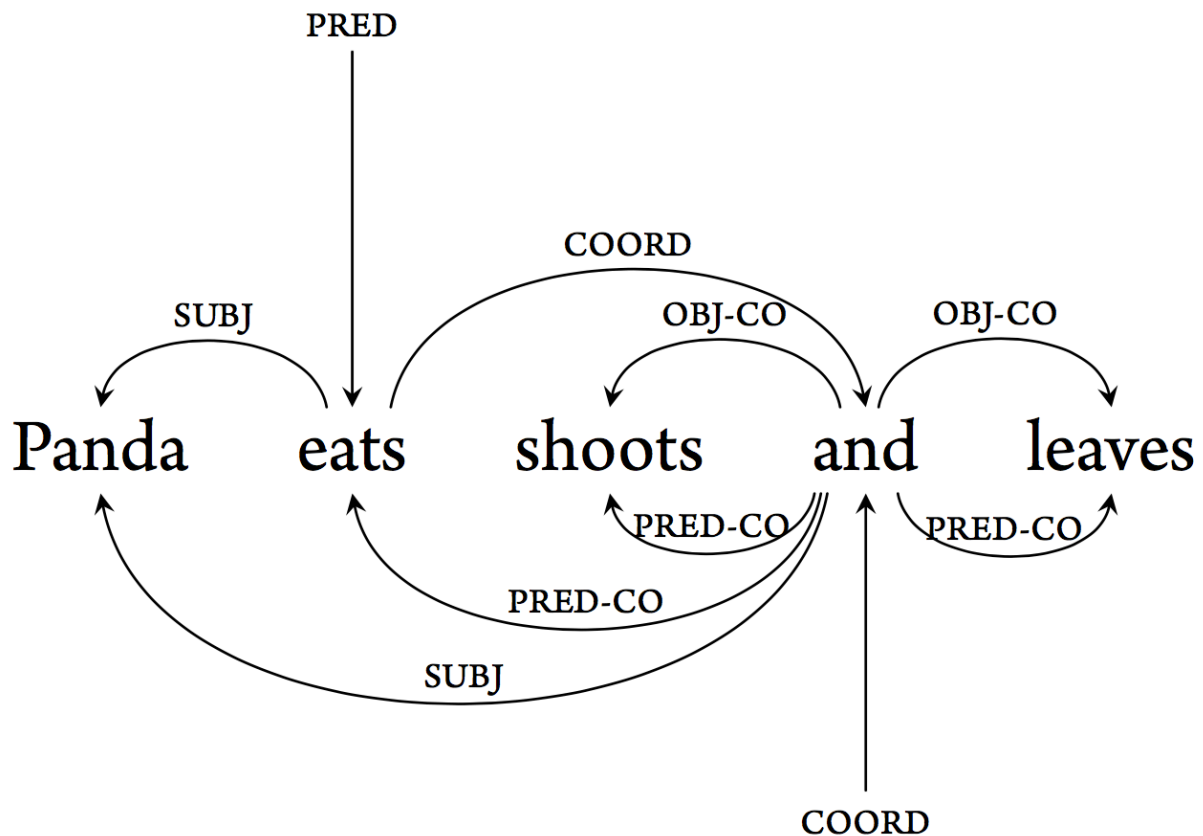 PRED
COORD
SUBJ
OBJ-CO
OBJ-CO
Panda eats shoots and leaves
PRED-CO
PRED-CO
PRED-CO
SUBJ
COORD